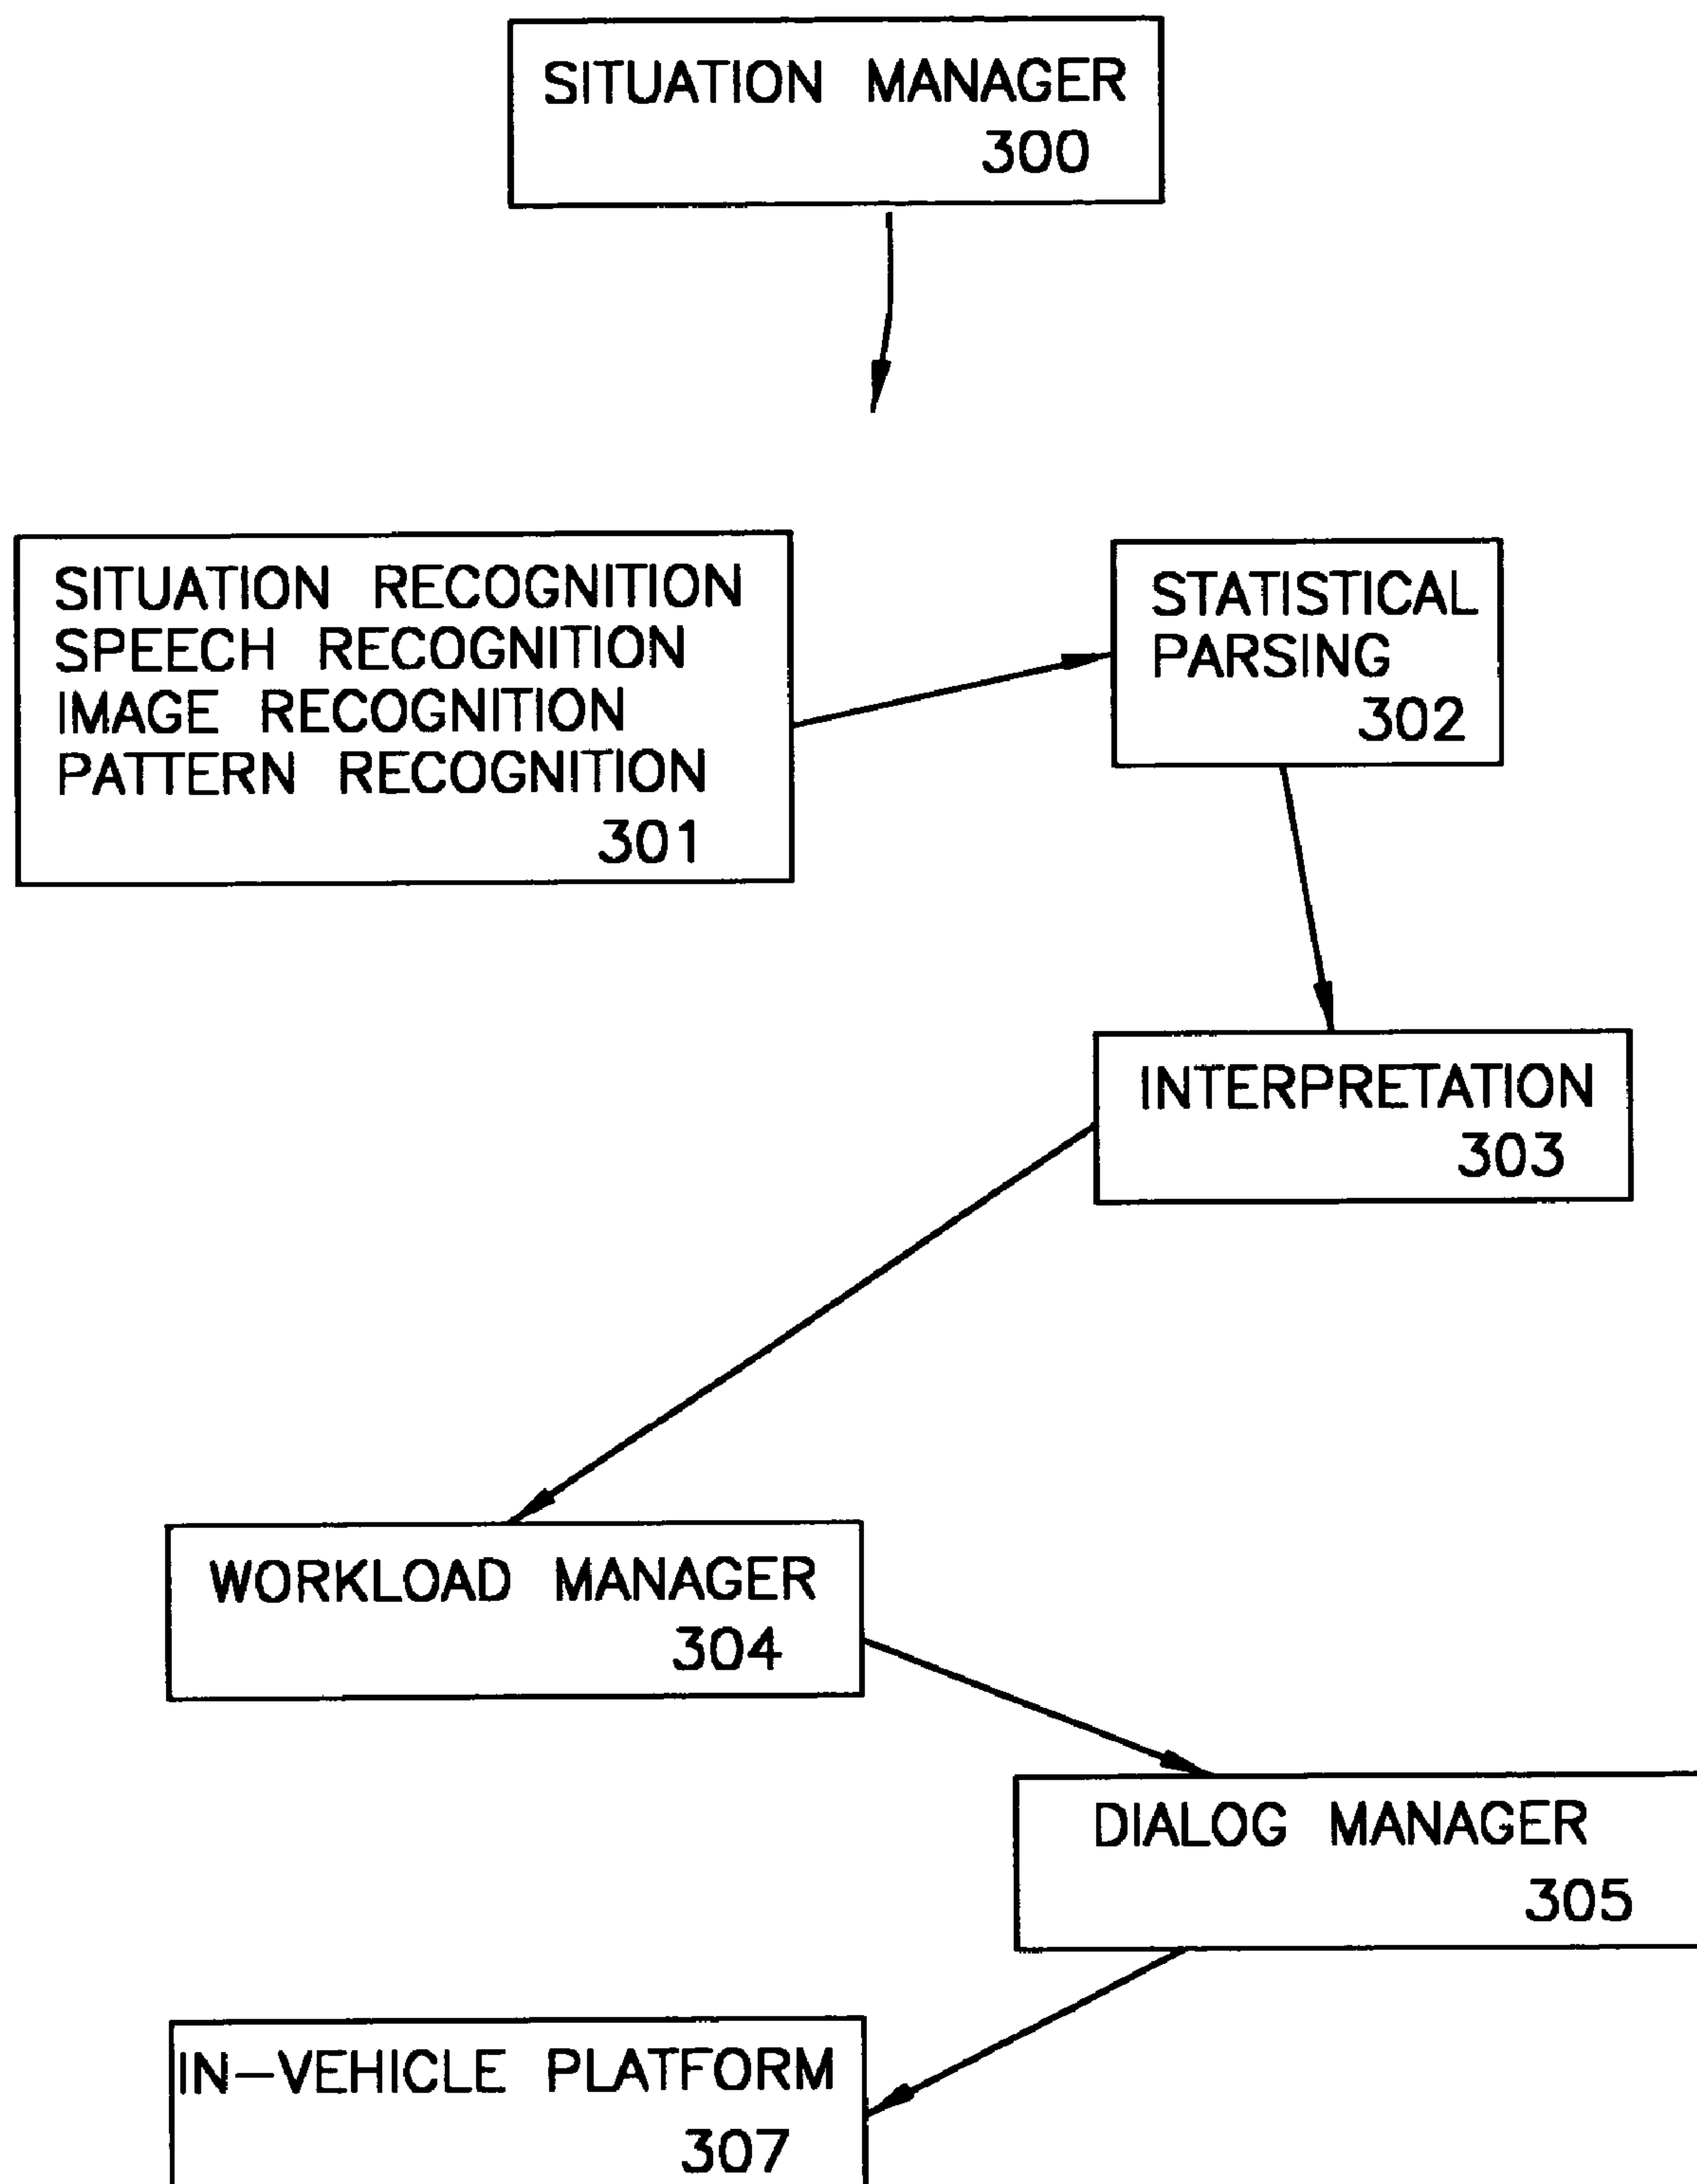 SITUATION MANAGER
300
SITUATION RECOGNITION
SPEECH RECOGNITION
IMAGE RECOGNITION
PATTERN RECOGNITION
301
STATISTICAL
PARSING
302
INTERPRETATION
303
WORKLOAD MANAGER
304
DIALOG MANAGER
305
IN-VEHICLE PLATFORM
307